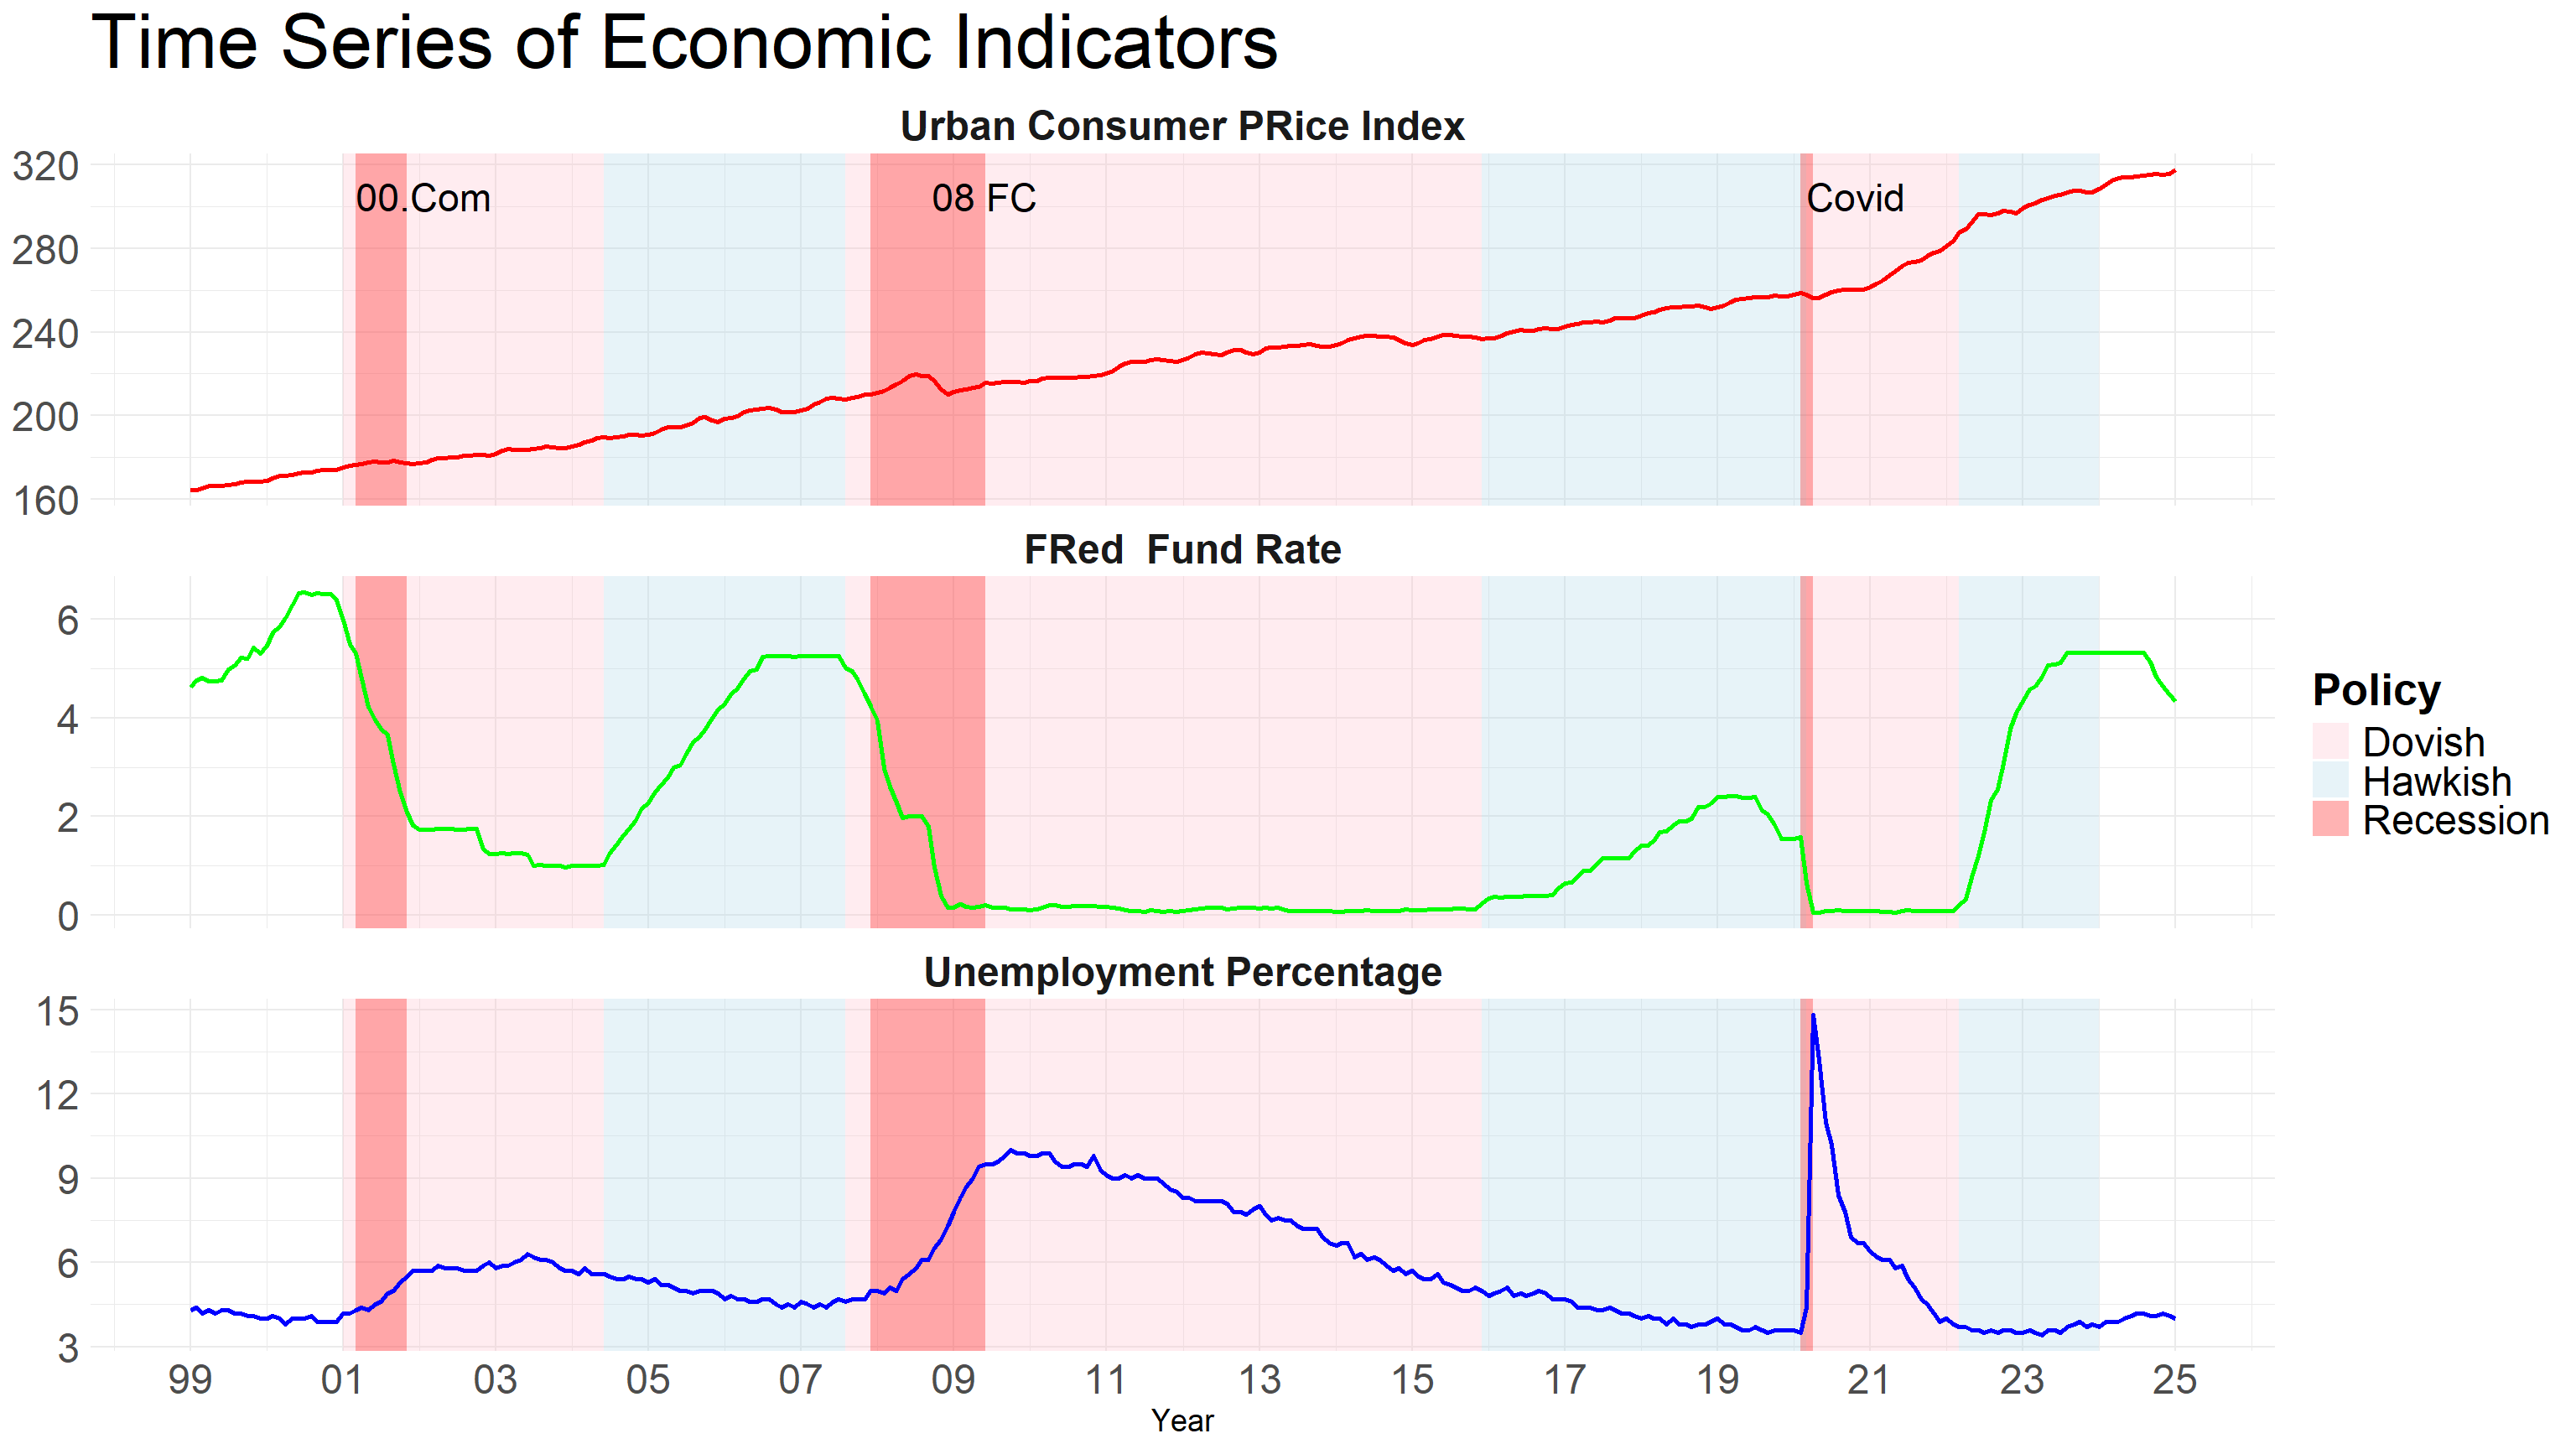 Time Series of Economic Indicators
Urban Consumer PRice Index
320
280
240
200
160
00.Com
08 FC
Covid
FRed  Fund Rate
6
4
2
0
Unemployment Percentage
15
12
9
6
3
99 01 03 05 07 09 11 13 15 17 19 21 23 25
Year
Policy
Dovish
Hawkish
Recession